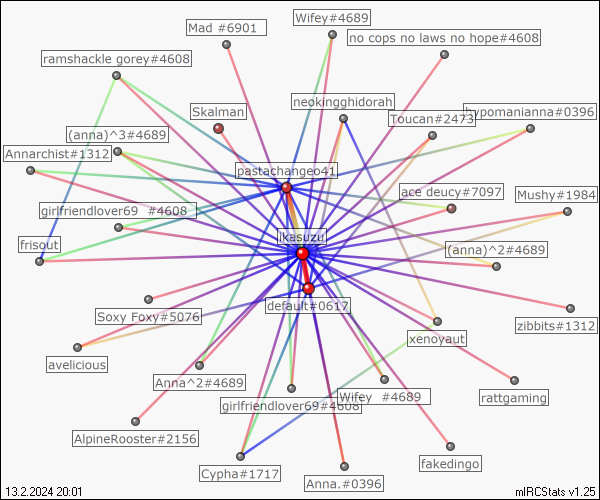 Wifey#4689
Mad #6901
no cops no laws no hope#4608
ramshackle gorey#4608
neokingghidorah
Skalman
Toucan#2473
hypomanianna#0396
(anna)^3#4689
Annarchist#1312
pastachangeo41
ace deucy#7097
Mushy#1984
girlfriendlover69 #4608
ikasuzu
frisout
(anna)^2#4689
default#0617
Soxy Foxy#5076
zibbits#1312
xenoyaut
avelicious
Anna^2#4689
Wifey #4689
rattgaming
girlfriendlover69#4608
AlpineRooster#2156
fakedingo
Cypha#1717
Anna.#0396
13.2.2024 20:01
mIRCStats v1.25